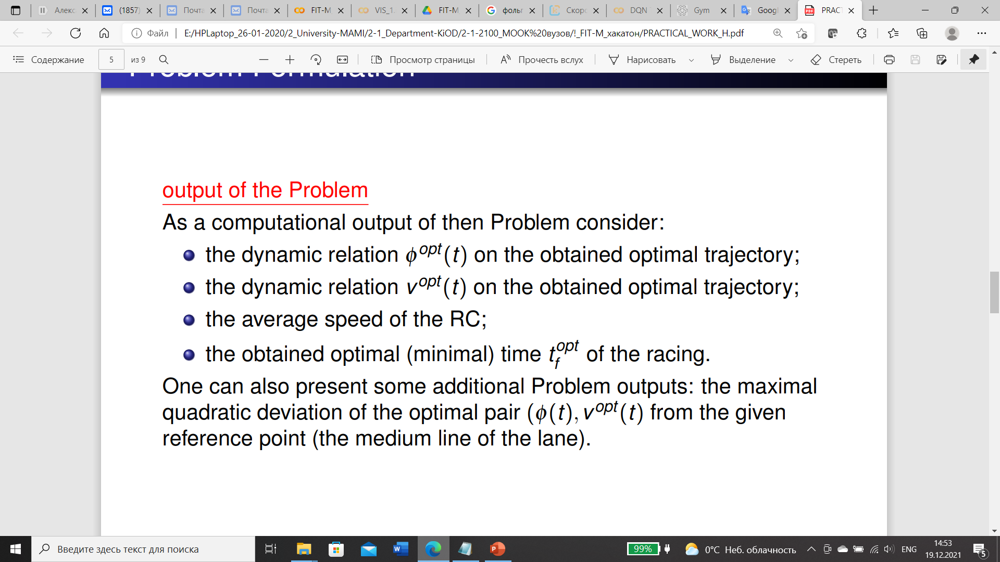 Алекс
(1857)
Почта
Почта
FIT-M
VIS_1.
FIT-M
фольг
Скоро
DQN
Gym
Googl
PRACT
Файл
E:/HPLaptop_26-01-2020/2_University-MAMI/2-1_Department-KiOD/2-1-2100_MOOK%20вузов/!_FIT-M_хакатон/PRACTICAL_WORK_H.pdf
Содержание
5 из 9
Просмотр страницы
Прочесть вслух
Нарисовать
Выделение
Стереть
Problem Formulation
output of the Problem
As a computational output of then Problem consider:
the dynamic relation ϕ^opt(t) on the obtained optimal trajectory;
the dynamic relation v^opt(t) on the obtained optimal trajectory;
the average speed of the RC;
the obtained optimal (minimal) time t_f^opt of the racing.
One can also present some additional Problem outputs: the maximal
quadratic deviation of the optimal pair (ϕ(t), v^opt(t) from the given
reference point (the medium line of the lane).
Введите здесь текст для поиска
99%
0°C Неб. облачность
ENG
14:53
19.12.2021
5